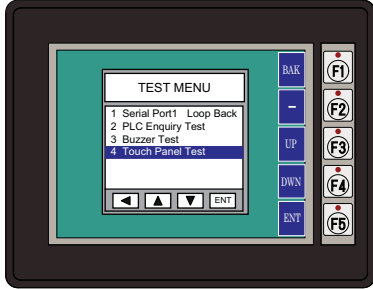 TEST MENU
1 Serial Port1 Loop Back
2 PLC Enquiry Test
3 Buzzer Test
4 Touch Panel Test
ENT
BAK
–
UP
DWN
ENT
F1
F2
F3
F4
F5